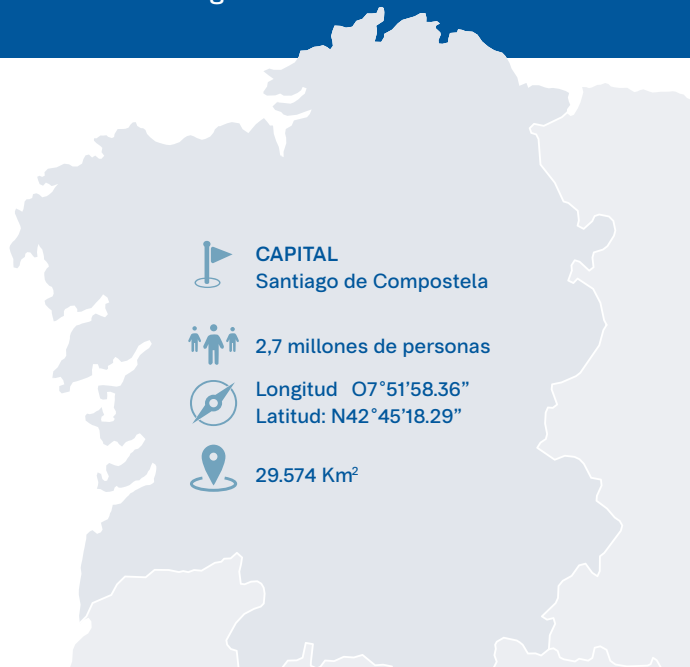 CAPITAL
Santiago de Compostela
2,7 millones de personas
Longitud O7°51’58.36”
Latitud: N42°45’18.29”
29.574 Km²